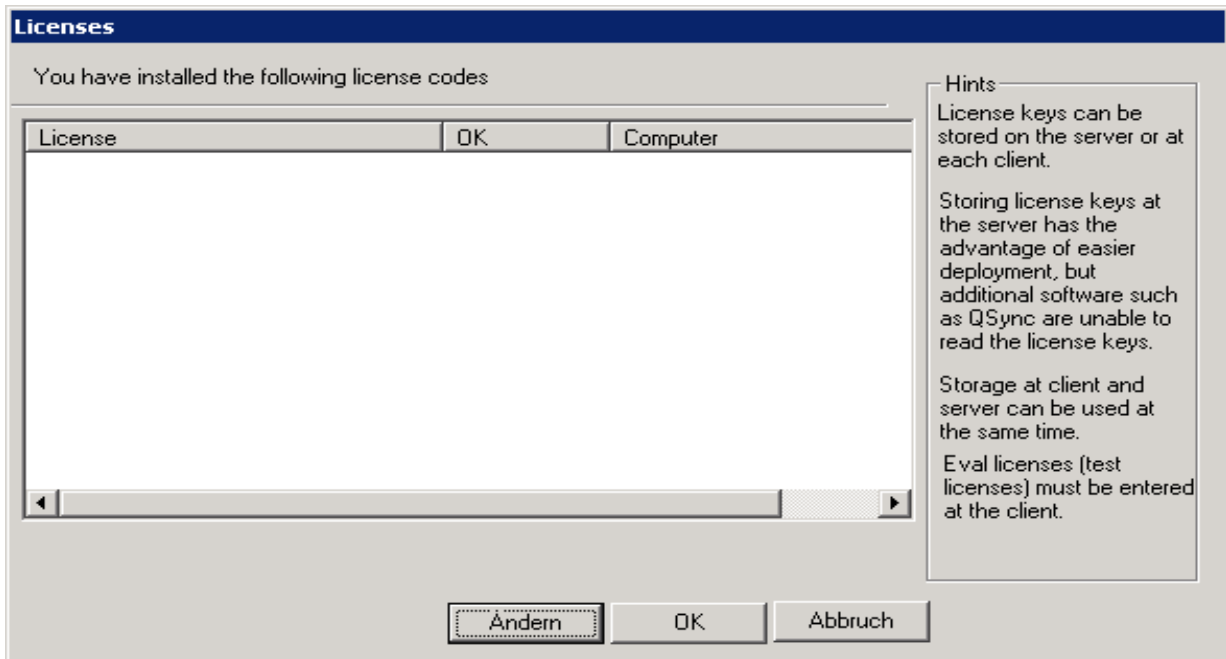 Licenses
You have installed the following license codes
License OK Computer
Hints
License keys can be
stored on the server or at
each client.
Storing license keys at
the server has the
advantage of easier
deployment, but
additional software such
as QSync are unable to
read the license keys.
Storage at client and
server can be used at
the same time.
Eval licenses (test
licenses) must be entered
at the client.
Ändern OK Abbruch